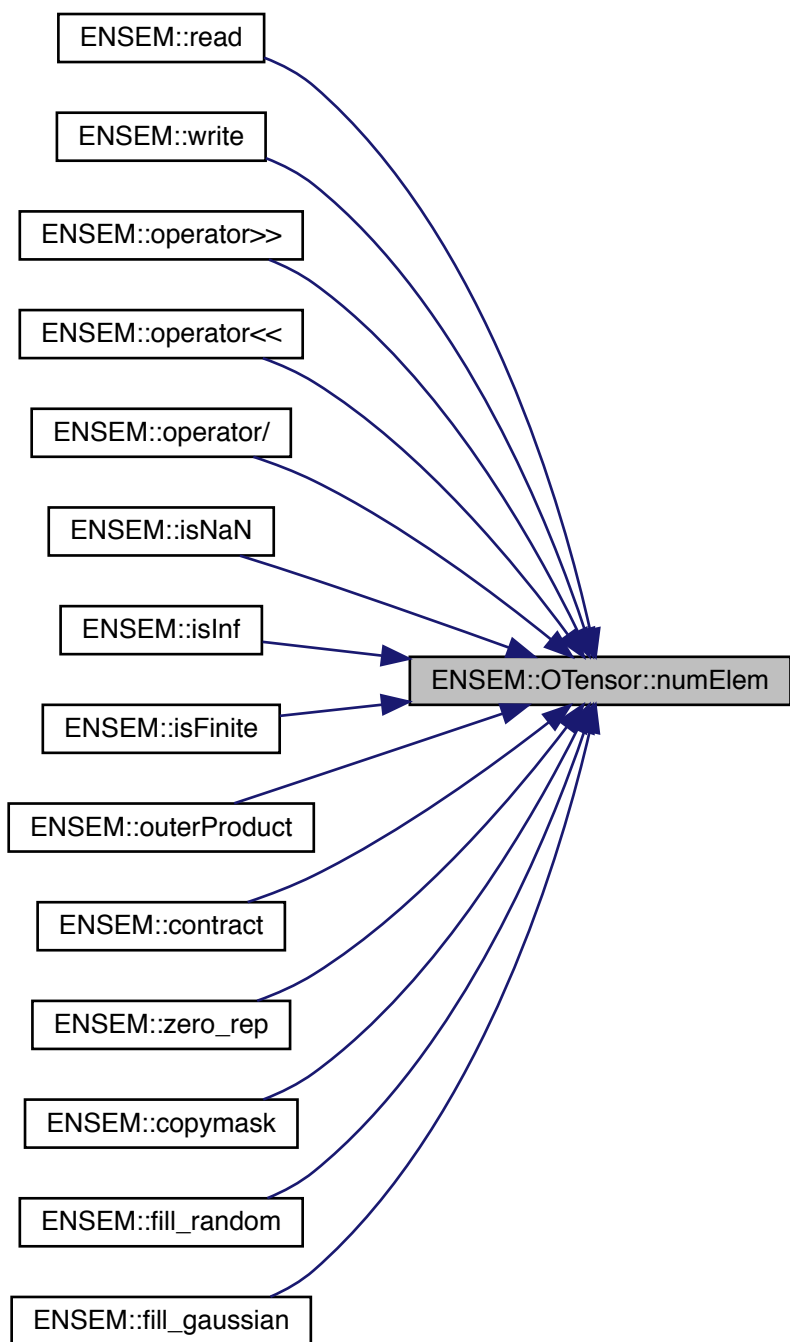 ENSEM::read
ENSEM::write
ENSEM::operator>>
ENSEM::operator<<
ENSEM::operator/
ENSEM::isNaN
ENSEM::isInf
ENSEM::OTensor::numElem
ENSEM::isFinite
ENSEM::outerProduct
ENSEM::contract
ENSEM::zero_rep
ENSEM::copymask
ENSEM::fill_random
ENSEM::fill_gaussian